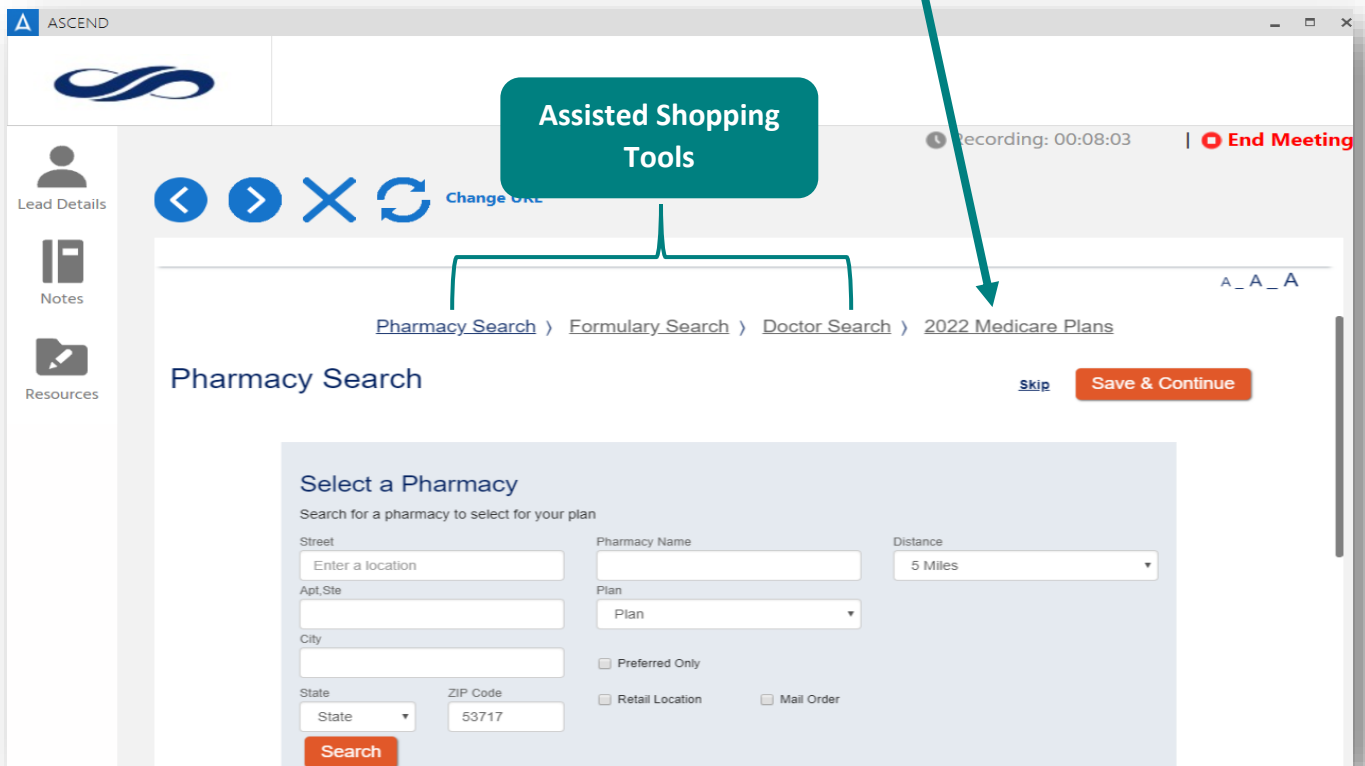 ASCEND
Assisted Shopping
Tools
Recording: 00:08:03 | End Meeting
Lead Details
Change URL
Notes
A _ A _ A
Pharmacy Search 〉 Formulary Search 〉 Doctor Search 〉 2022 Medicare Plans
Pharmacy Search
Skip
Save & Continue
Resources
Select a Pharmacy
Search for a pharmacy to select for your plan
Street Pharmacy Name Distance
Enter a location 5 Miles
Apt,Ste Plan
Plan
City
Preferred Only
State ZIP Code Retail Location Mail Order
State 53717
Search